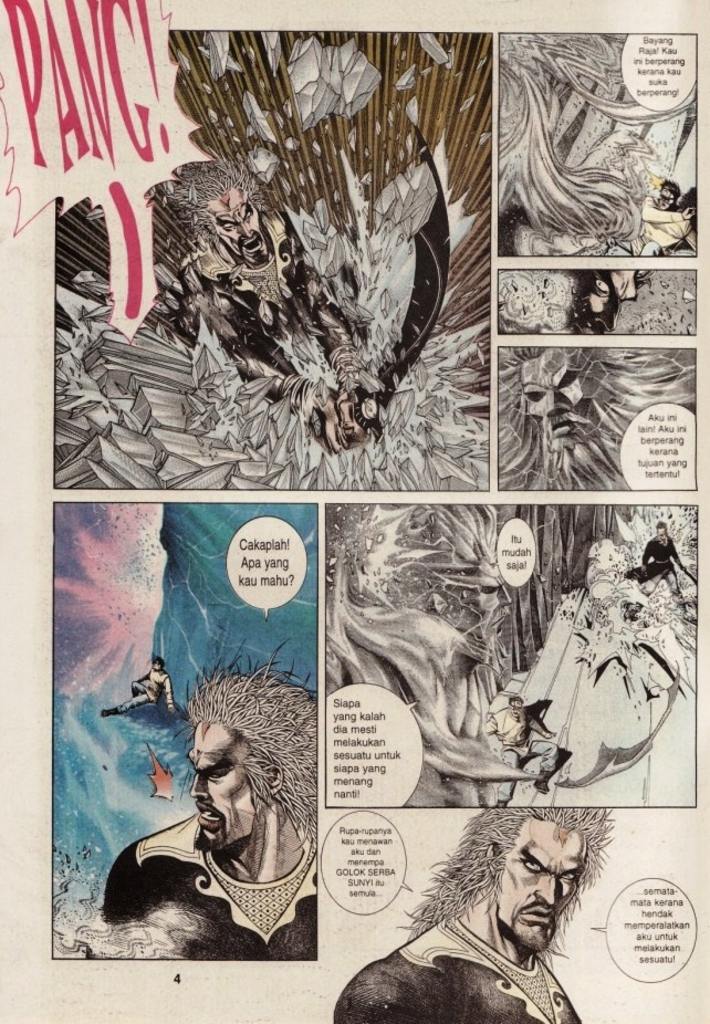 PANG!
Bayang
Raja! Kau
ini berperang
kerana kau
suka
berperang!
Aku ini
lain! Aku ini
berperang
kerana
tujuan yang
tertentu!
Cakaplah!
Apa yang
kau mahu?
Itu
mudah
saja!
Siapa
yang kalah
dia mesti
melakukan
sesuatu untuk
siapa yang
menang
nanti!
Rupa-rupanya
kau menawan
aku dan
menempa
GOLOK SERBA
SUNYI itu
semula...
...semata-
mata kerana
hendak
memperalatkan
aku untuk
melakukan
sesuatu!
4